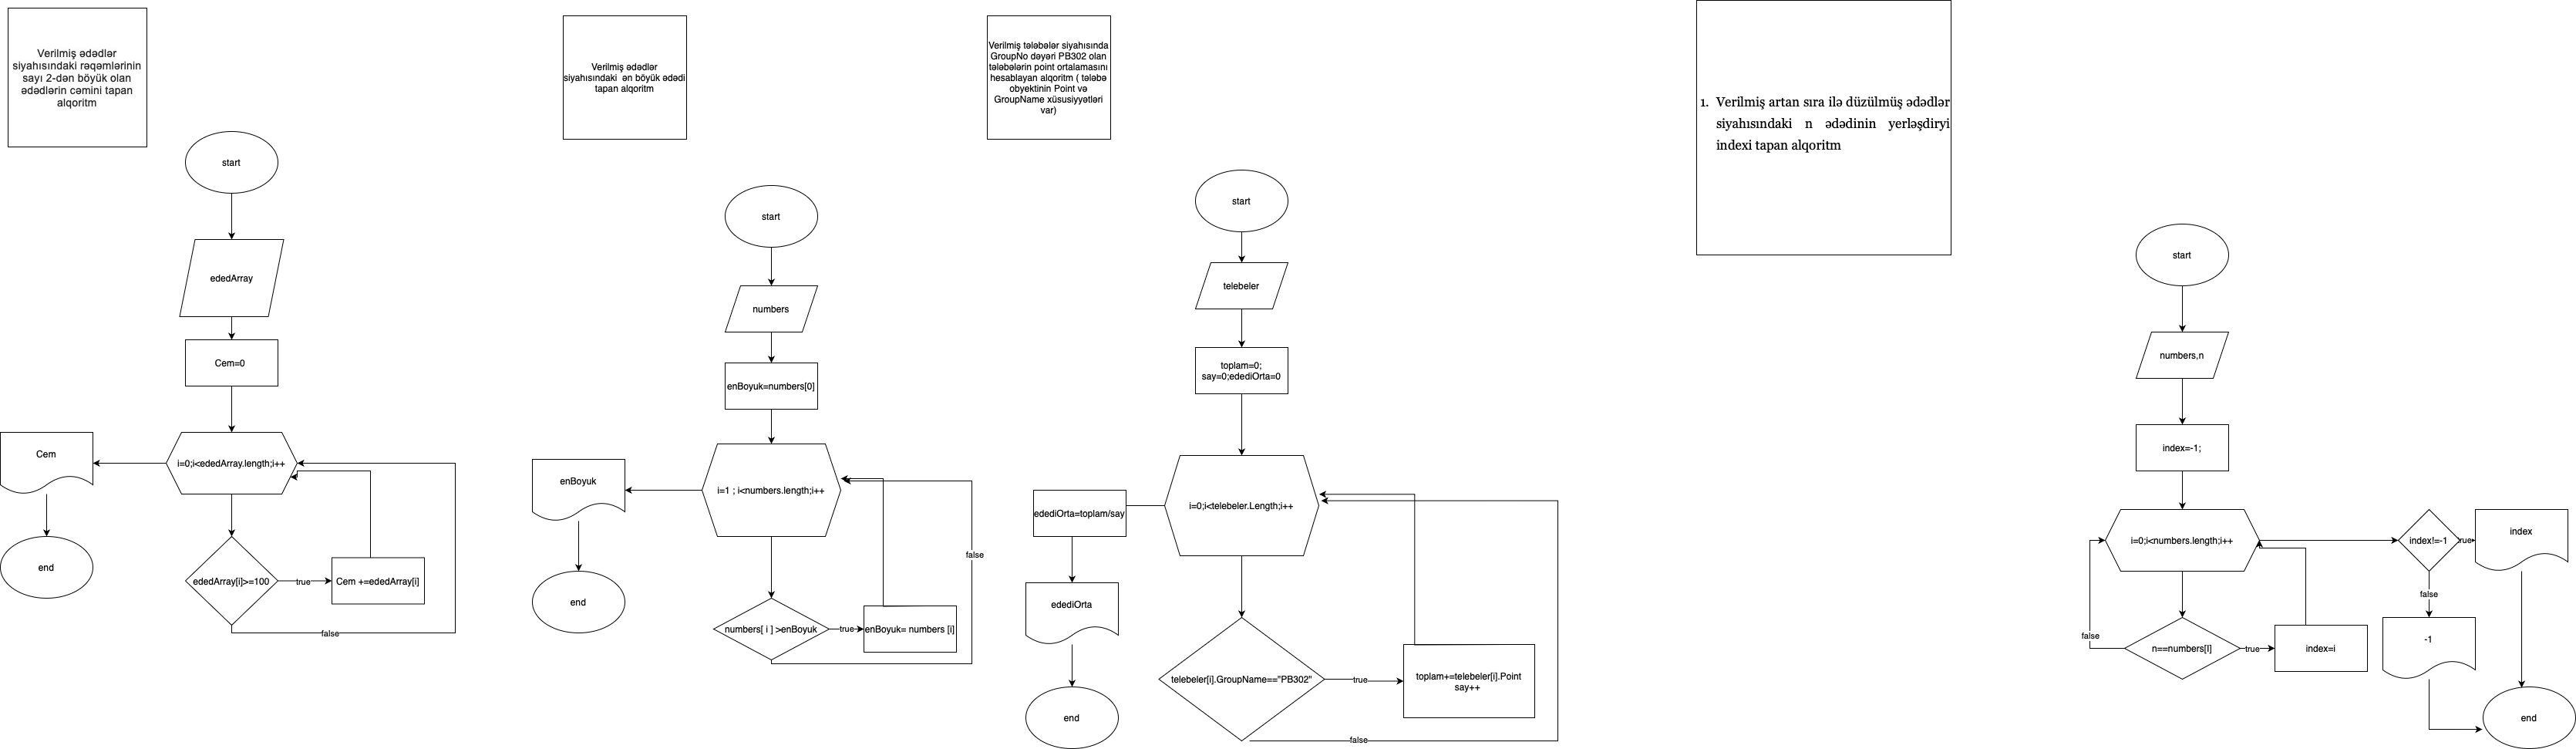 Verilmiş ədədlər
siyahısındakı rəqəmlərinin
sayı 2-dən böyük olan
ədədlərin cəmini tapan
alqoritm
start
ededArray
Cem=0
i=0;i<ededArray.length;i++
Cem
end
ededArray[i]>=100
true
Cem +=ededArray[i]
false
Verilmiş ədədlər
siyahısındakı ən böyük ədədi
tapan alqoritm
start
numbers
enBoyuk=numbers[0]
i=1 ; i<numbers.length;i++
enBoyuk
end
numbers[ i ] >enBoyuk
true
enBoyuk= numbers [i]
false
Verilmiş tələbələr siyahısında
GroupNo dəyəri PB302 olan
tələbələrin point ortalamasını
hesablayan alqoritm ( tələbə
obyektinin Point və
GroupName xüsusiyyətləri
var)
start
telebeler
toplam=0;
say=0;edediOrta=0
i=0;i<telebeler.Length;i++
edediOrta=toplam/say
edediOrta
end
telebeler[i].GroupName=="PB302"
true
toplam+=telebeler[i].Point
say++
false
1. Verilmiş artan sıra ilə düzülmüş ədədlər
siyahısındakı n ədədinin yerləşdiryi
indexi tapan alqoritm
start
numbers,n
index=-1;
i=0;i<numbers.length;i++
n==numbers[I]
true
index=i
false
index!=-1
true
index
false
-1
end